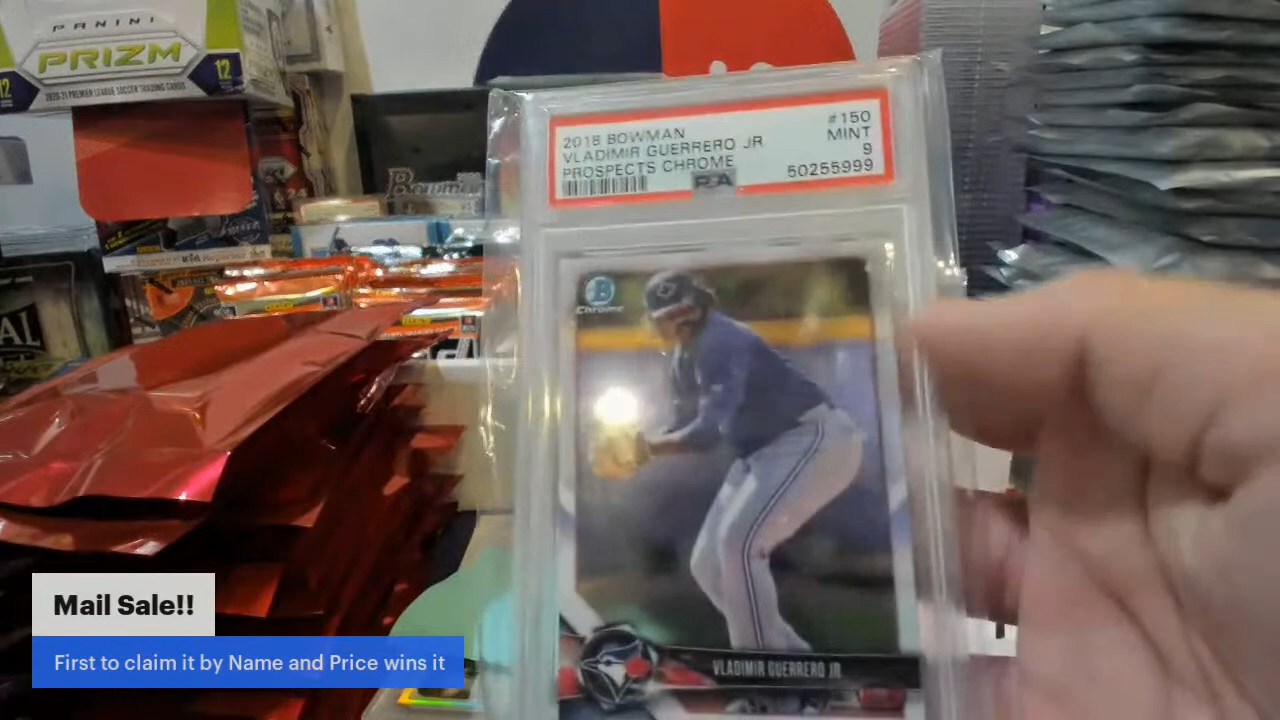 PANINI
PRIZM
12
12
2020-21 PREMIER LEAGUE SOCCER TRADING CARDS
Bowman
2018 BOWMAN #150
VLADIMIR GUERRERO JR MINT
PROSPECTS CHROME 9
PSA 50255999
B
Chrome
VLADIMIR GUERRERO JR
Mail Sale!!
First to claim it by Name and Price wins it